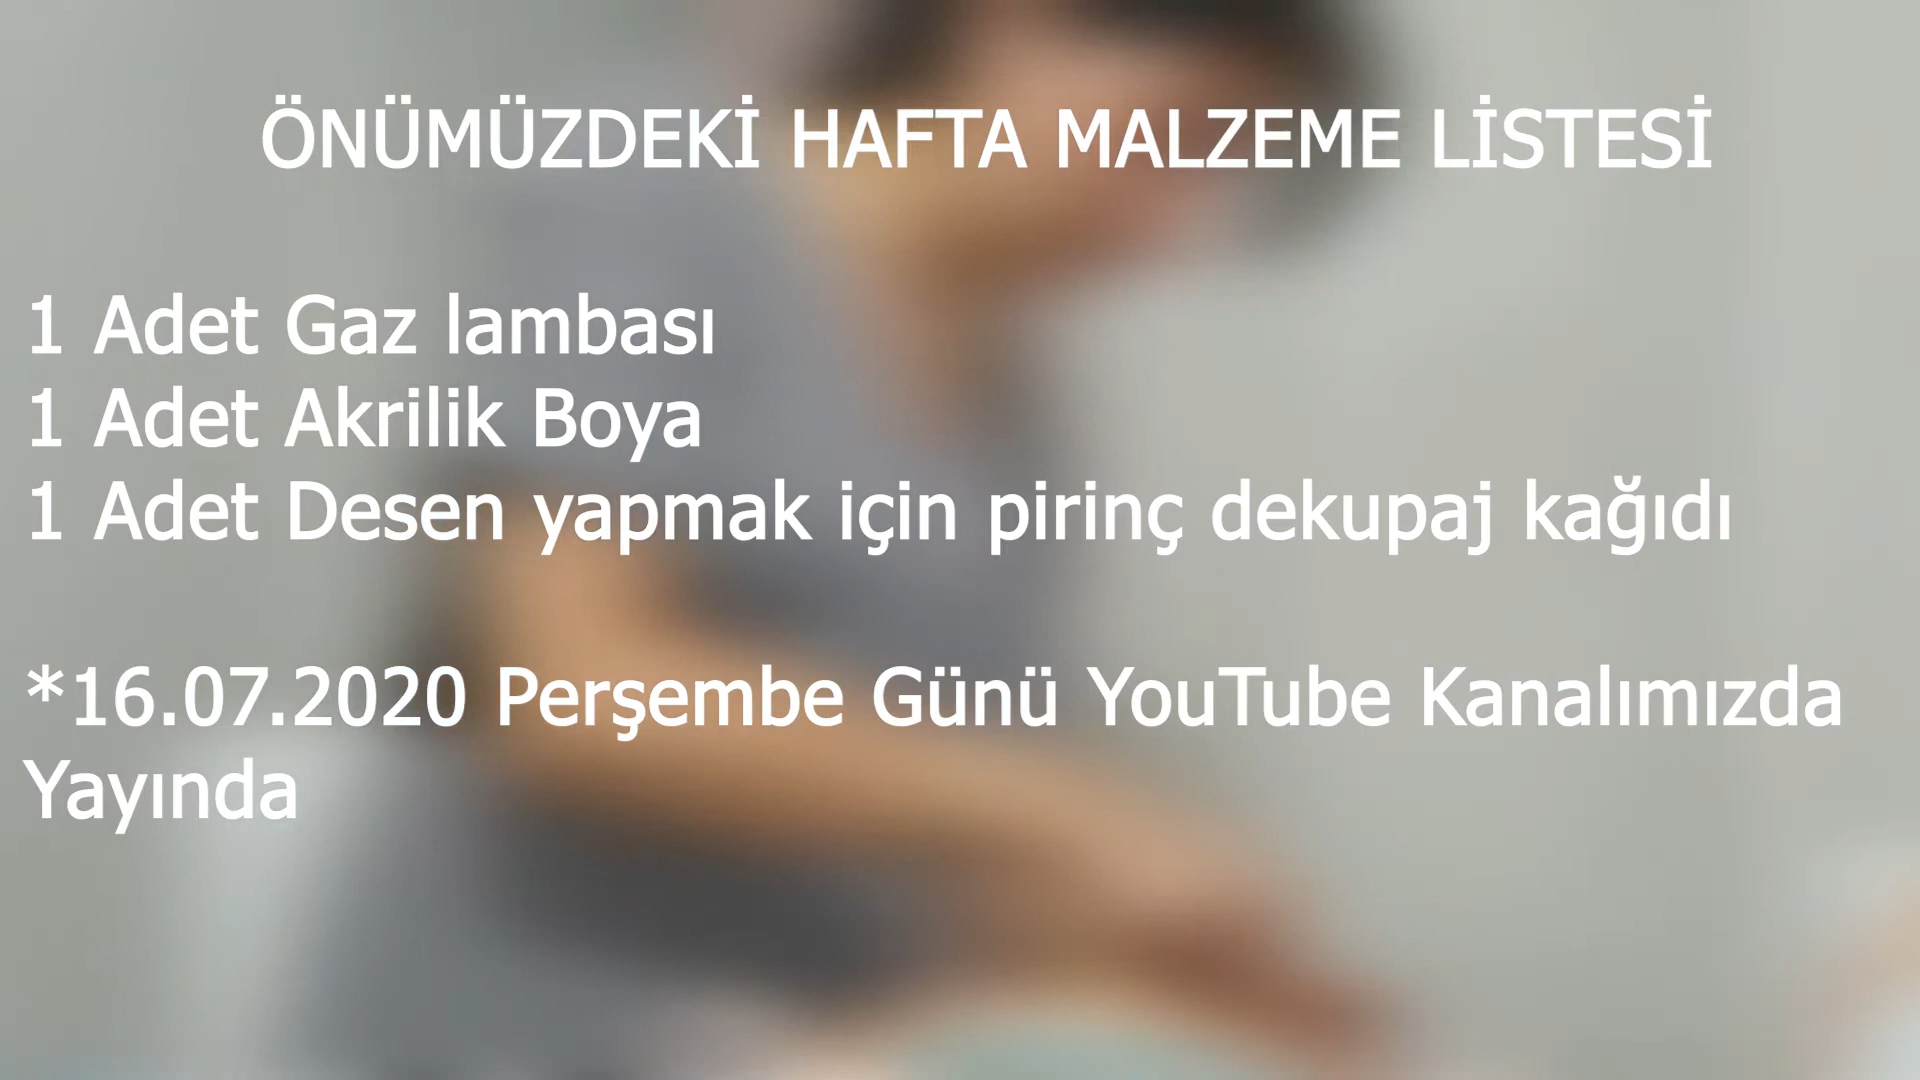 ÖNÜMÜZDEKİ HAFTA MALZEME LİSTESİ
1 Adet Gaz lambası
1 Adet Akrilik Boya
1 Adet Desen yapmak için pirinç dekupaj kağıdı
*16.07.2020 Perşembe Günü YouTube Kanalımızda
Yayında